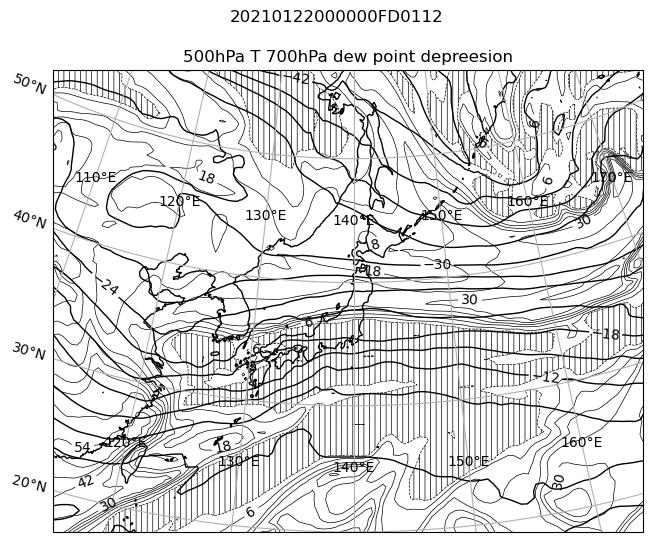 20210122000000FD0112
500hPa T 700hPa dew point depreesion
50°N
40°N
30°N
20°N
110°E
120°E
130°E
140°E
150°E
160°E
170°E
−42
18
6
6
30
8
18
−30
−24
30
−18
−12
54
120°E
18
130°E
140°E
150°E
160°E
42
30
6
30